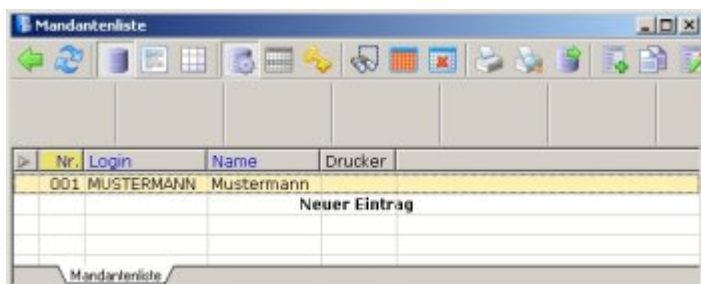 Mandantenliste
Nr. Login Name Drucker
001 MUSTERMANN Mustermann
Neuer Eintrag
Mandantenliste